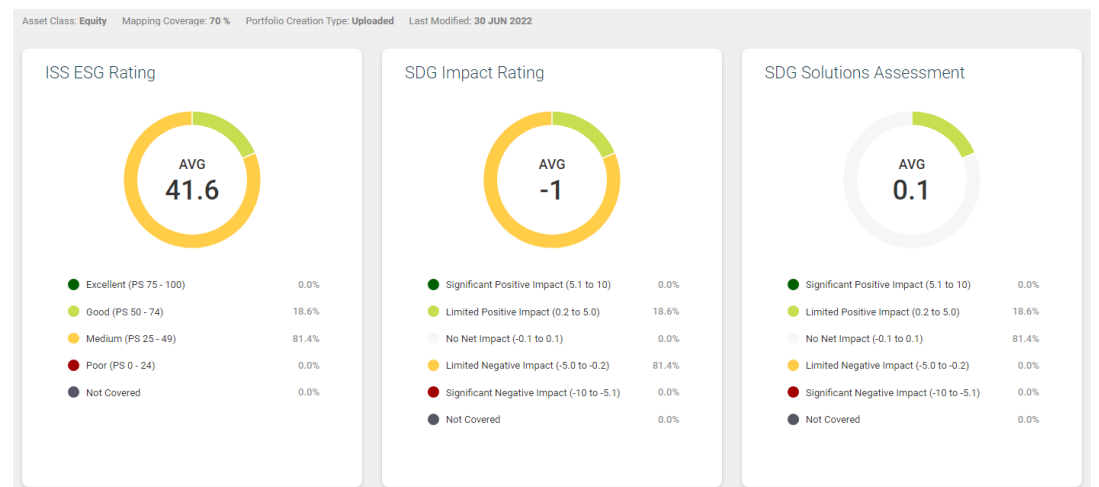 Asset Class: Equity Mapping Coverage: 70 % Portfolio Creation Type: Uploaded Last Modified: 30 JUN 2022
ISS ESG Rating
AVG
41.6
Excellent (PS 75 - 100) 0.0%
Good (PS 50 - 74) 18.6%
Medium (PS 25 - 49) 81.4%
Poor (PS 0 - 24) 0.0%
Not Covered 0.0%
SDG Impact Rating
AVG
-1
Significant Positive Impact (5.1 to 10) 0.0%
Limited Positive Impact (0.2 to 5.0) 18.6%
No Net Impact (-0.1 to 0.1) 0.0%
Limited Negative Impact (-5.0 to -0.2) 81.4%
Significant Negative Impact (-10 to -5.1) 0.0%
Not Covered 0.0%
SDG Solutions Assessment
AVG
0.1
Significant Positive Impact (5.1 to 10) 0.0%
Limited Positive Impact (0.2 to 5.0) 18.6%
No Net Impact (-0.1 to 0.1) 81.4%
Limited Negative Impact (-5.0 to -0.2) 0.0%
Significant Negative Impact (-10 to -5.1) 0.0%
Not Covered 0.0%